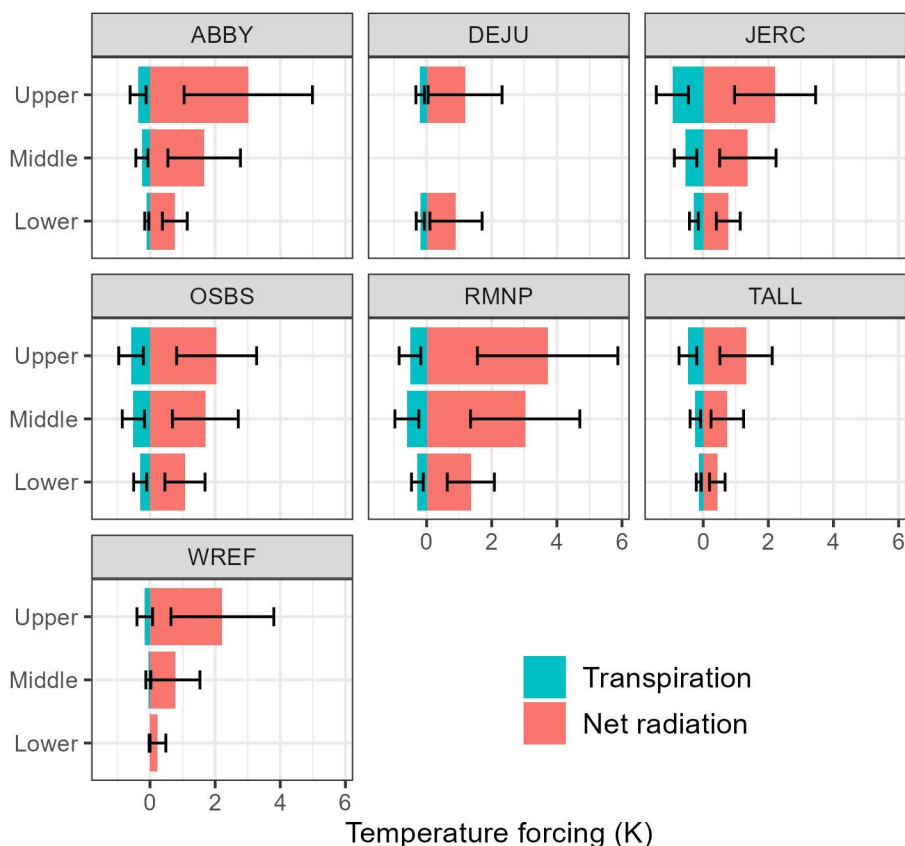 ABBY DEJU JERC
Upper
Middle
Lower
OSBS RMNP TALL
Upper
Middle
Lower
0 2 4 6 0 2 4 6
WREF
Upper
Middle
Lower
Transpiration
Net radiation
0 2 4 6
Temperature forcing (K)